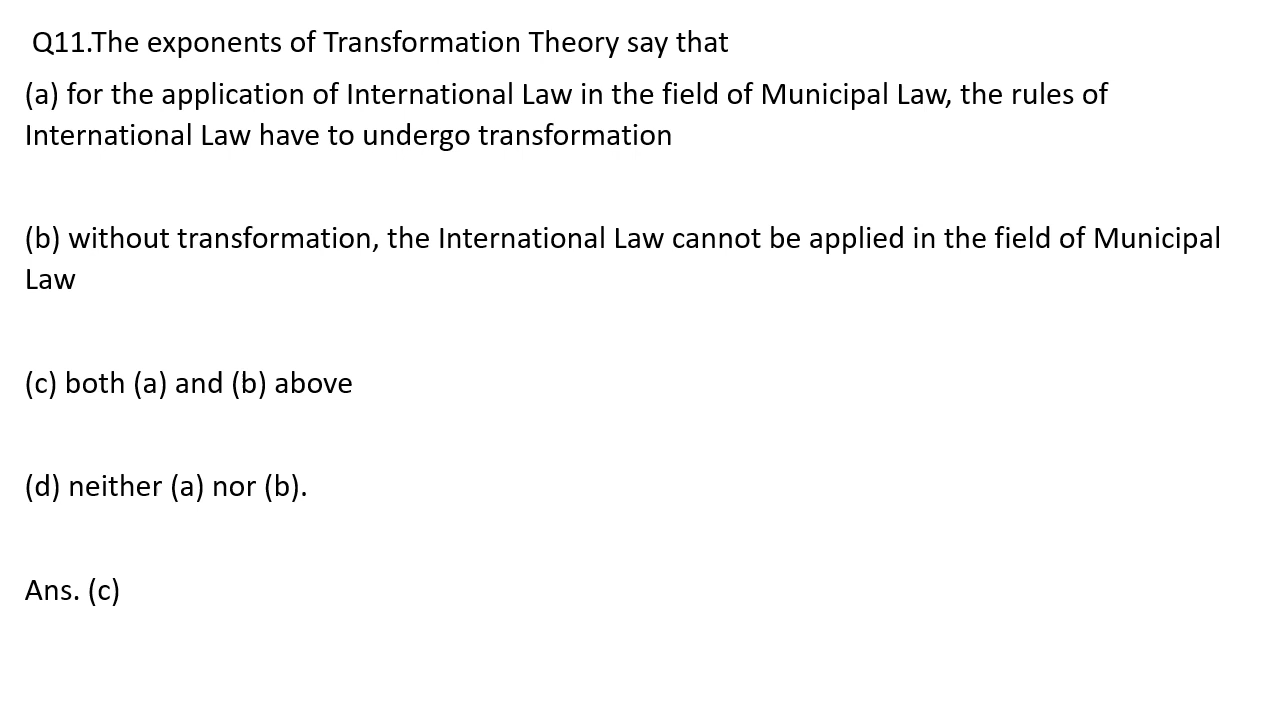 Q11.The exponents of Transformation Theory say that
(a) for the application of International Law in the field of Municipal Law, the rules of
International Law have to undergo transformation
(b) without transformation, the International Law cannot be applied in the field of Municipal
Law
(c) both (a) and (b) above
(d) neither (a) nor (b).
Ans. (c)